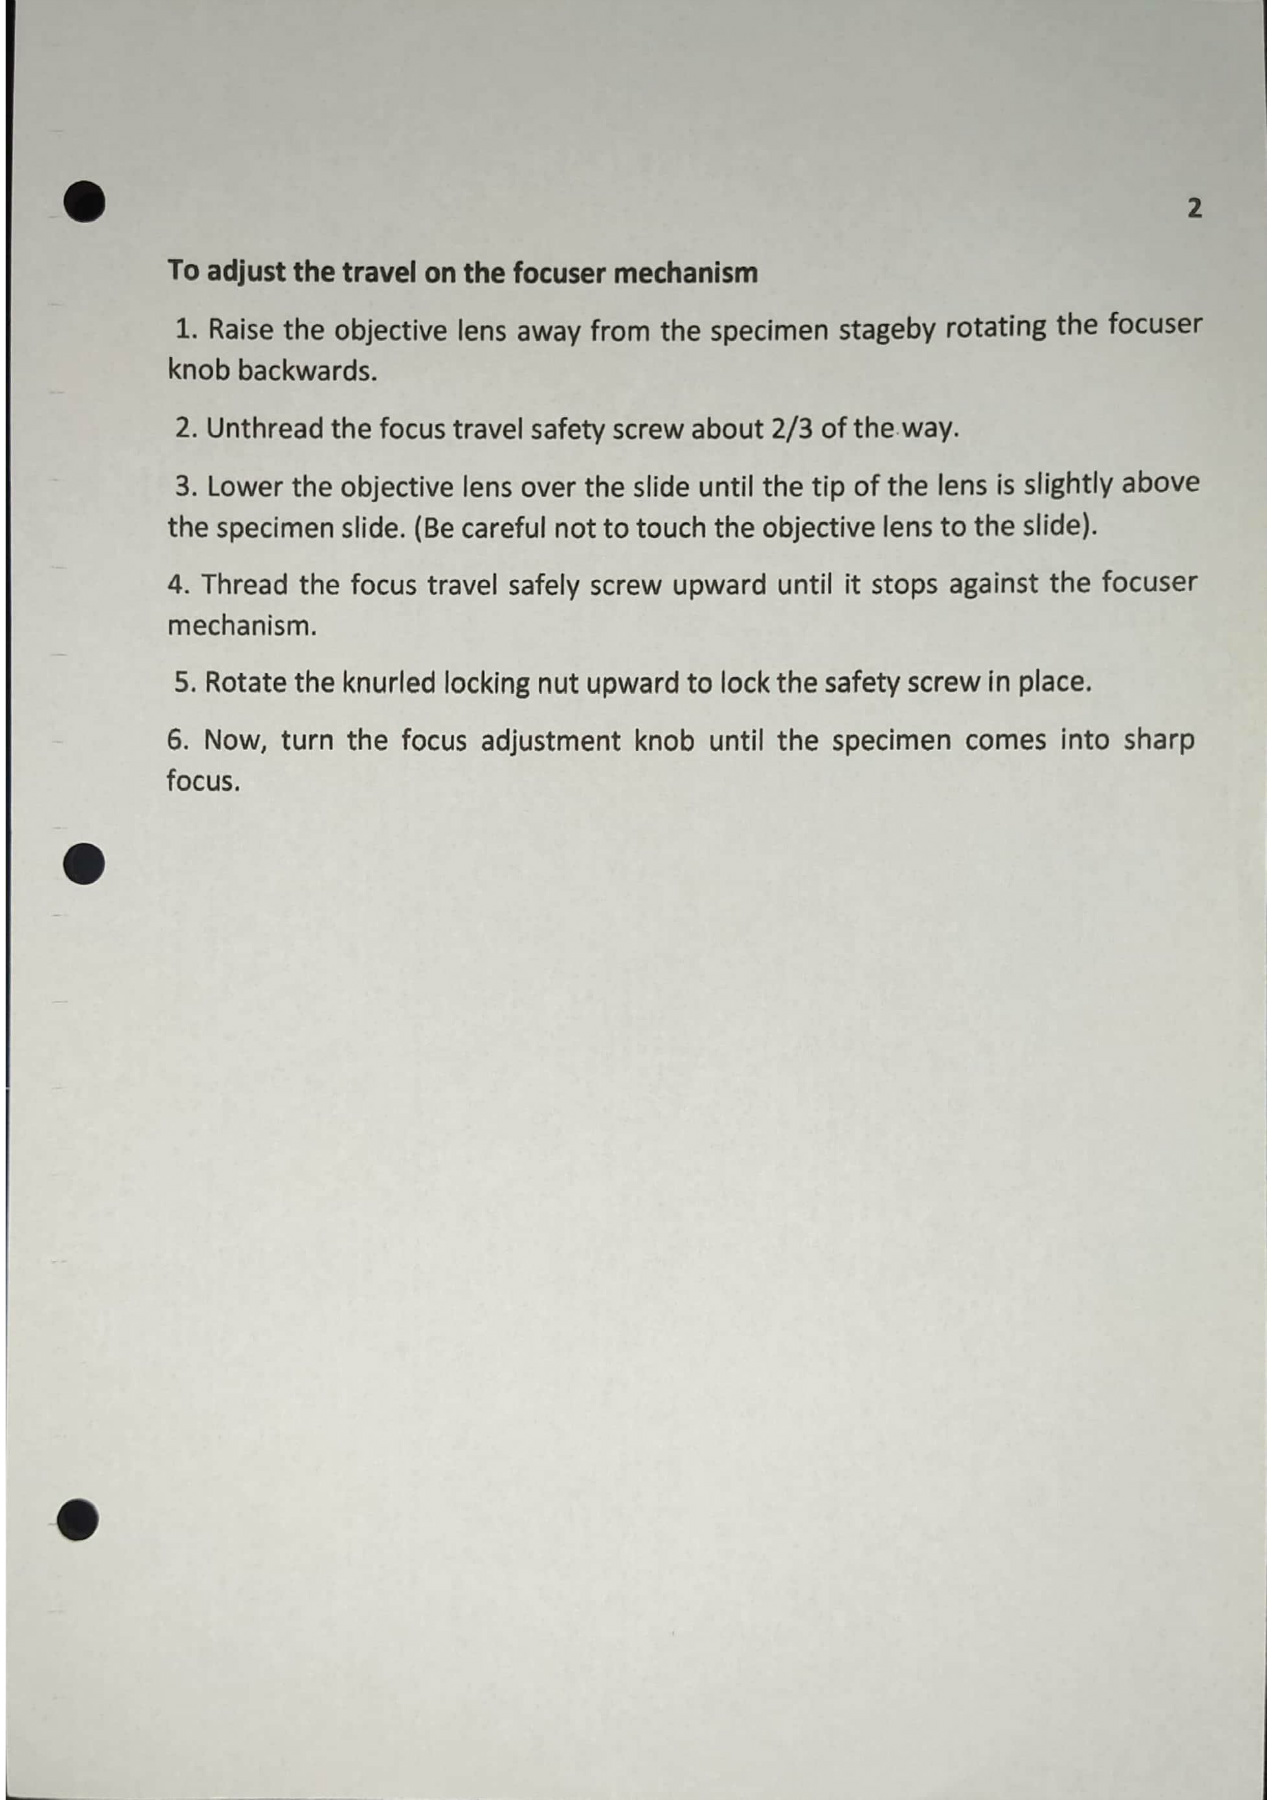 2
To adjust the travel on the focuser mechanism
1. Raise the objective lens away from the specimen stageby rotating the focuser
knob backwards.
2. Unthread the focus travel safety screw about 2/3 of the way.
3. Lower the objective lens over the slide until the tip of the lens is slightly above
the specimen slide. (Be careful not to touch the objective lens to the slide).
4. Thread the focus travel safely screw upward until it stops against the focuser
mechanism.
5. Rotate the knurled locking nut upward to lock the safety screw in place.
6. Now, turn the focus adjustment knob until the specimen comes into sharp
focus.